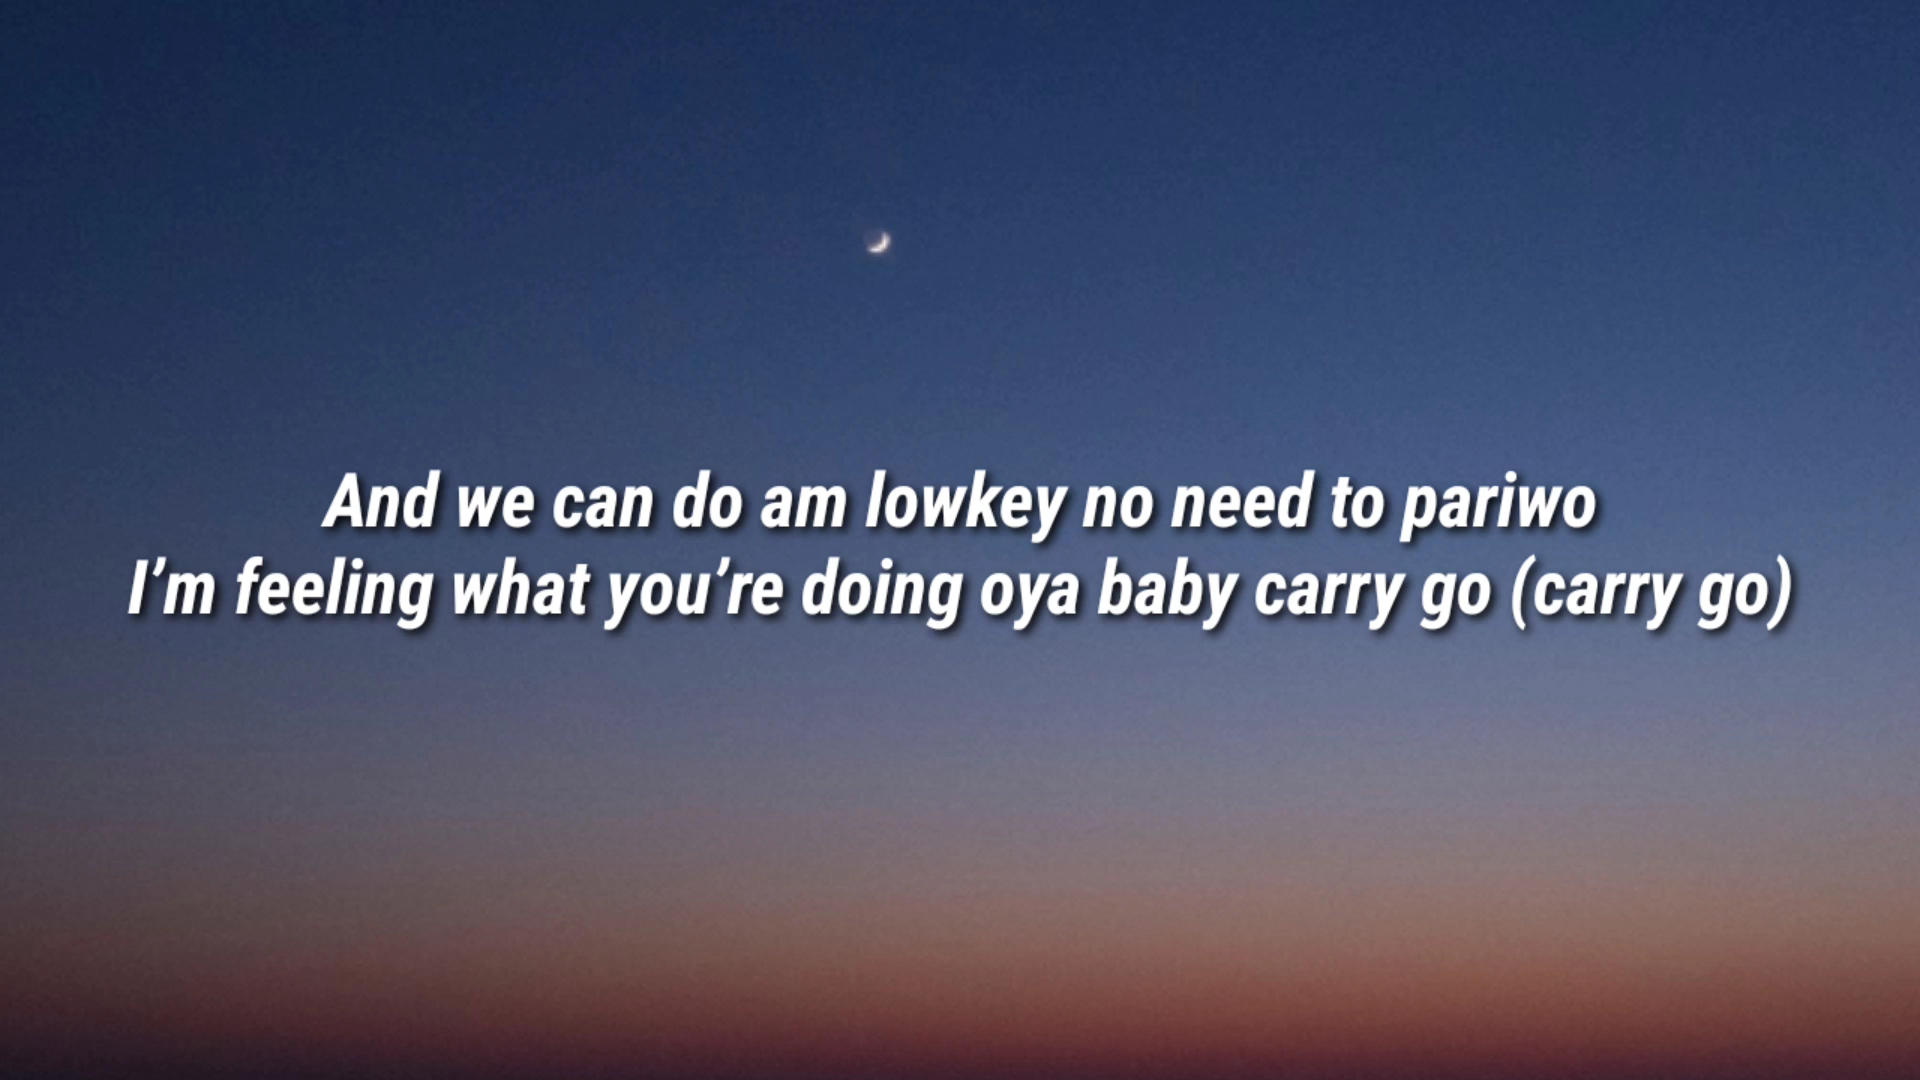 And we can do am lowkey no need to pariwo
I’m feeling what you’re doing oya baby carry go (carry go)